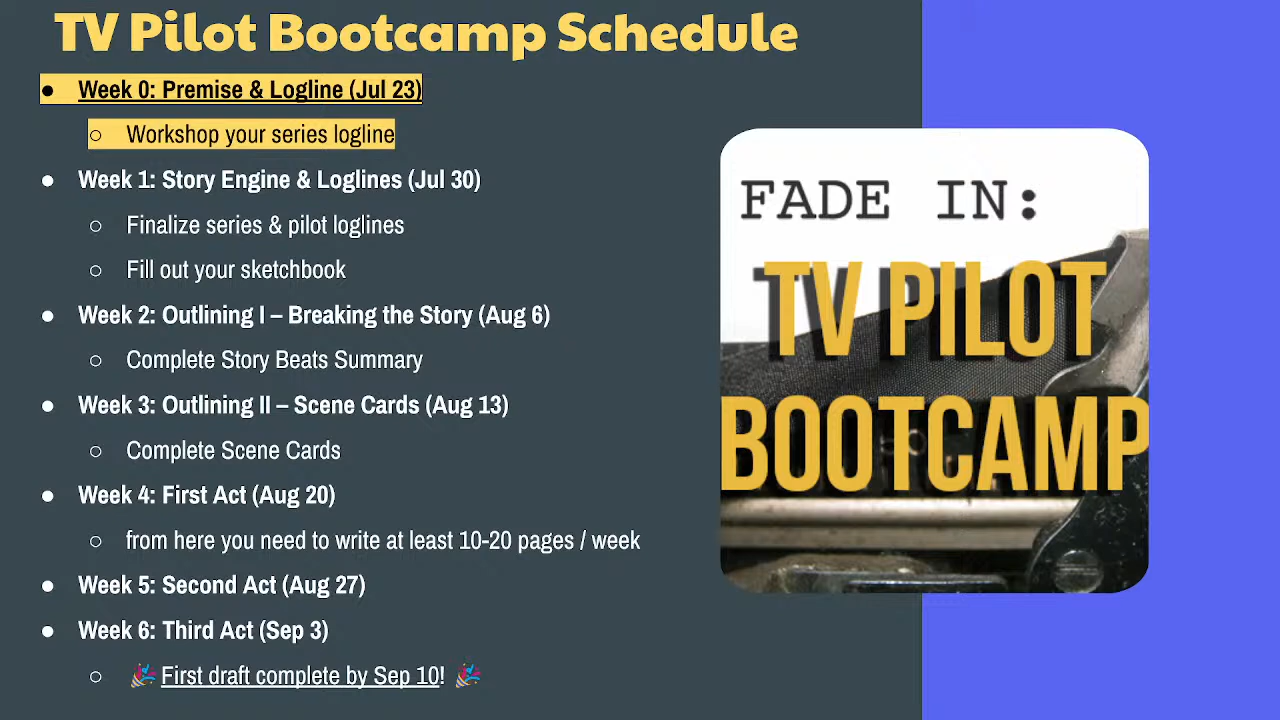 TV Pilot Bootcamp Schedule
● Week 0: Premise & Logline (Jul 23)
○ Workshop your series logline
● Week 1: Story Engine & Loglines (Jul 30)
○ Finalize series & pilot loglines
○ Fill out your sketchbook
● Week 2: Outlining I – Breaking the Story (Aug 6)
○ Complete Story Beats Summary
● Week 3: Outlining II – Scene Cards (Aug 13)
○ Complete Scene Cards
● Week 4: First Act (Aug 20)
○ from here you need to write at least 10-20 pages / week
● Week 5: Second Act (Aug 27)
● Week 6: Third Act (Sep 3)
○ 🎉 First draft complete by Sep 10! 🎉
FADE IN:
TV PILOT
BOOTCAMP